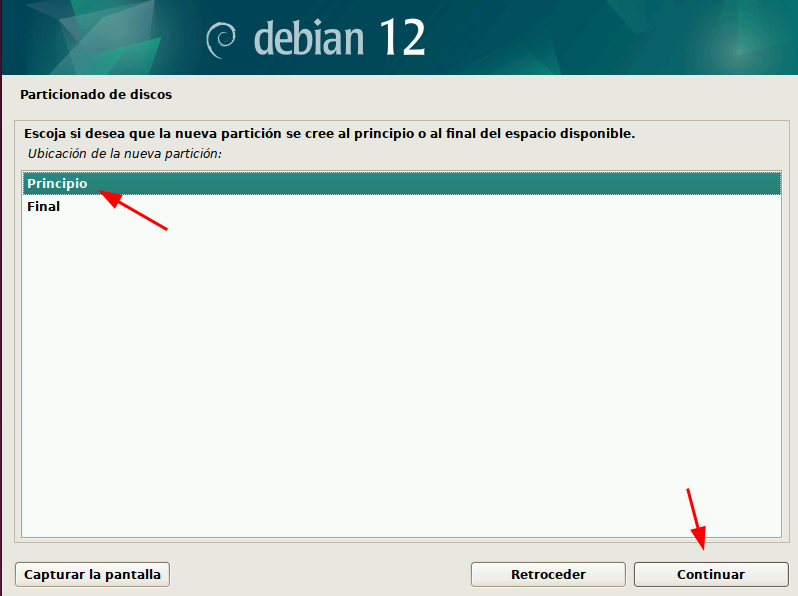 debian 12
Particionado de discos
Escoja si desea que la nueva partición se cree al principio o al final del espacio disponible.
Ubicación de la nueva partición:
Principio
Final
Capturar la pantalla
Retroceder
Continuar